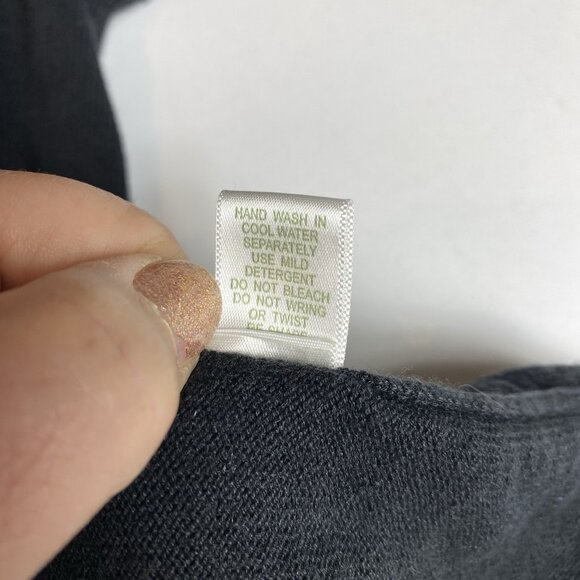 HAND WASH IN
COOL WATER
SEPARATELY
USE MILD
DETERGENT
DO NOT BLEACH
DO NOT WRING
OR TWIST